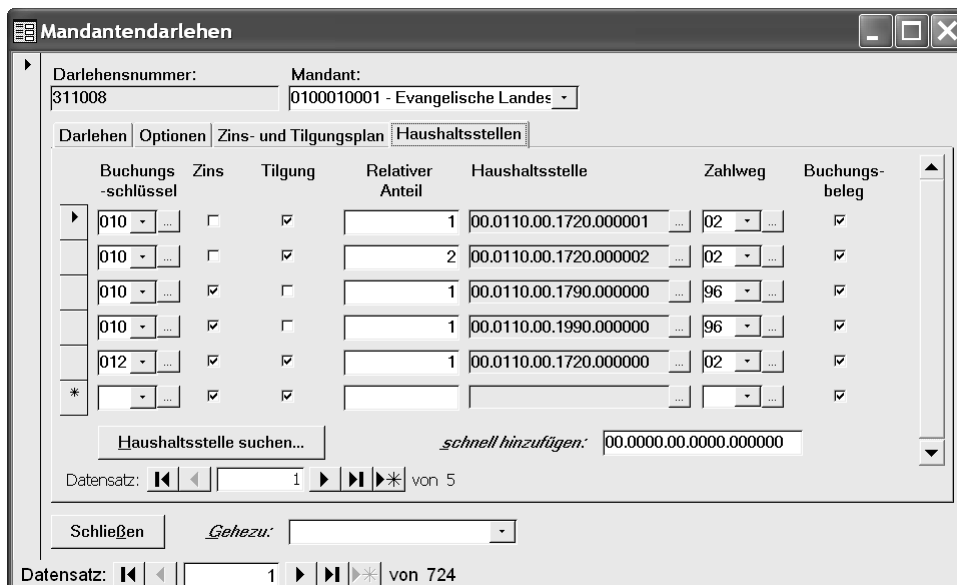 Mandantendarlehen
Darlehensnummer: Mandant:
311008 0100010001 - Evangelische Landes
Darlehen Optionen Zins- und Tilgungsplan Haushaltsstellen
Buchungs Zins Tilgung Relativer Haushaltsstelle Zahlweg Buchungs-
-schlüssel Anteil beleg
010 ... 1 00.0110.00.1720.000001 ... 02 ...
010 ... 2 00.0110.00.1720.000002 ... 02 ...
010 ... 1 00.0110.00.1790.000000 ... 96 ...
010 ... 1 00.0110.00.1990.000000 ... 96 ...
012 ... 1 00.0110.00.1720.000000 ... 02 ...
* ... ... ...
Haushaltsstelle suchen... schnell hinzufügen: 00.0000.00.0000.000000
Datensatz: 1 von 5
Schließen Gehezu:
Datensatz: 1 von 724